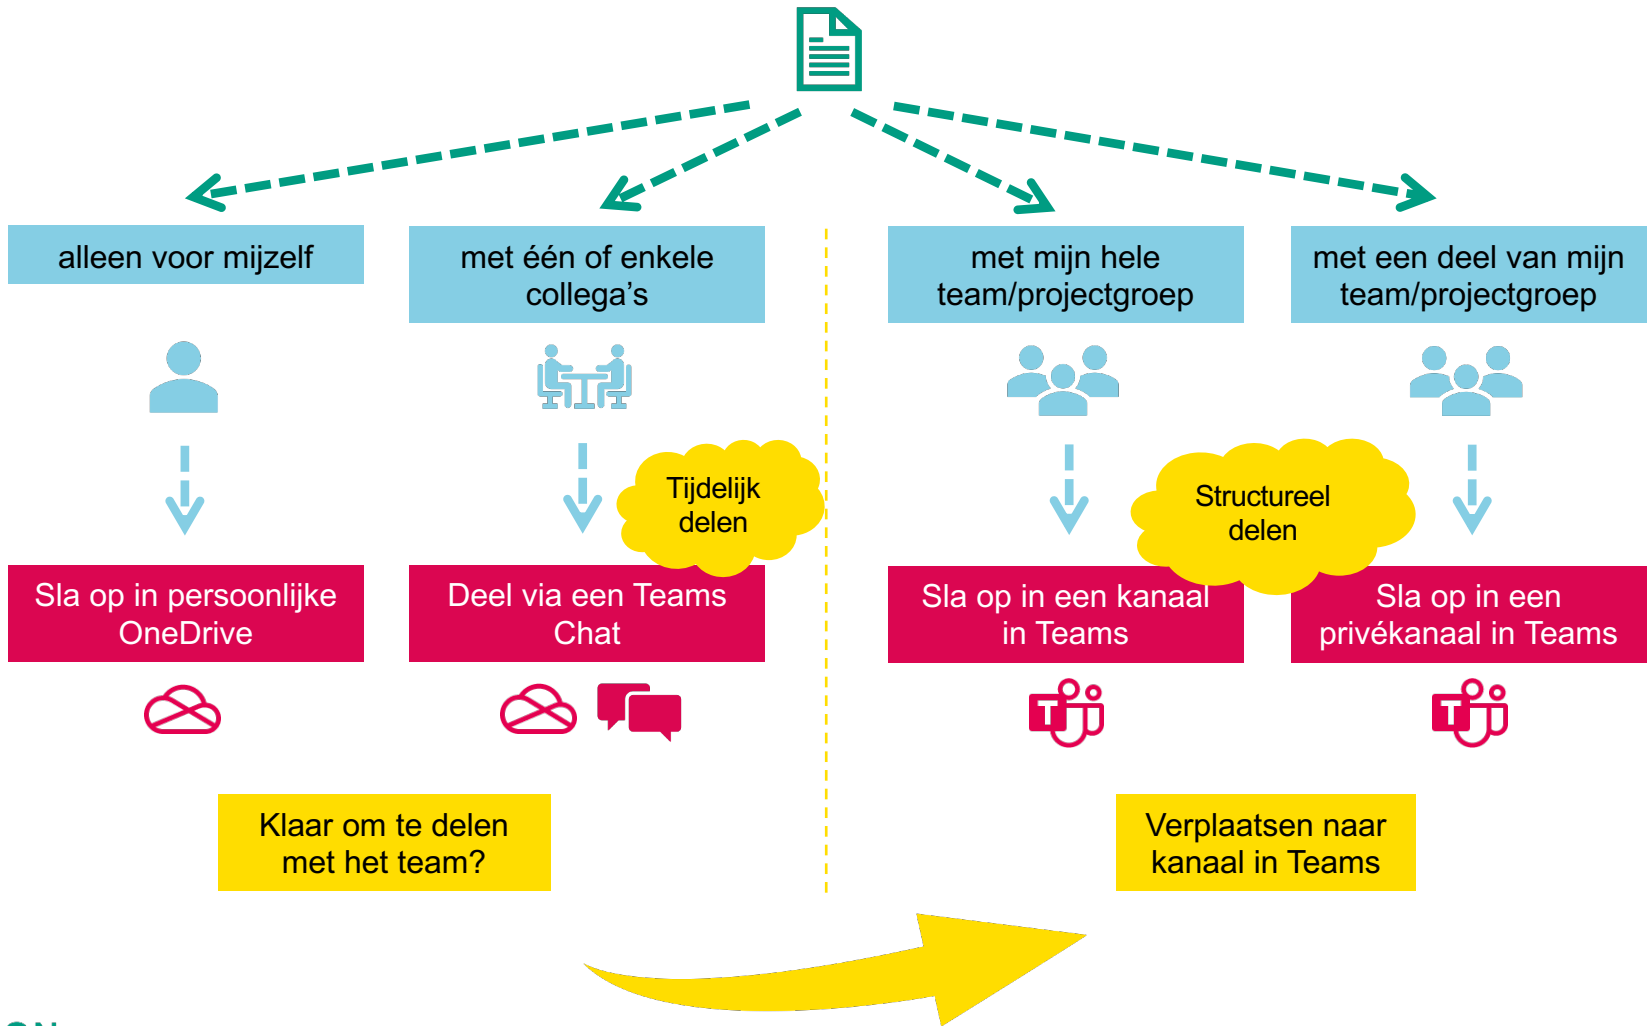 alleen voor mijzelf
met één of enkele
collega's
met mijn hele
team/projectgroep
met een deel van mijn
team/projectgroep
Tijdelijk
delen
Structureel
delen
Sla op in persoonlijke
OneDrive
Deel via een Teams
Chat
Sla op in een kanaal
in Teams
Sla op in een
privékanaal in Teams
T
T
Klaar om te delen
met het team?
Verplaatsen naar
kanaal in Teams